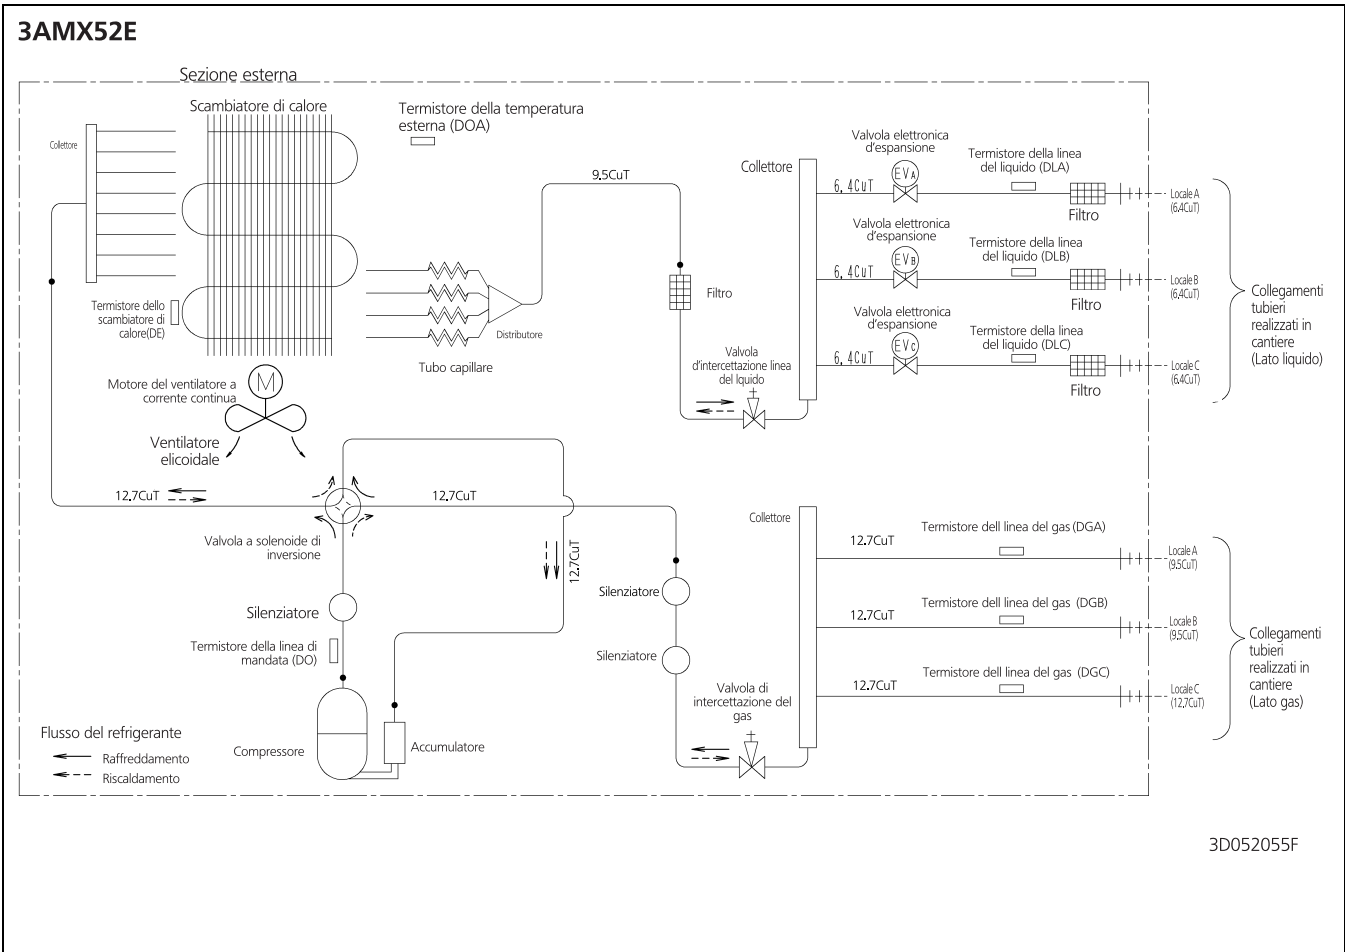 3AMX52E
Sezione esterna
Scambiatore di calore
Collettore
Termistore della temperatura
esterna (DOA)
9.5CuT
Termistore dello
scambiatore di
calore(DE)
Distributore
Tubo capillare
Filtro
Motore del ventilatore a
corrente continua
M
Ventilatore
elicoidale
Valvola
d'intercettazione linea
del lquido
Collettore
Valvola elettronica
d'espansione
EVA
6,4CuT
Termistore della linea
del liquido (DLA)
Filtro
Locale A
(6,4CuT)
Valvola elettronica
d'espansione
EVB
6,4CuT
Termistore della linea
del liquido (DLB)
Filtro
Locale B
(6,4CuT)
Valvola elettronica
d'espansione
EVC
6,4CuT
Termistore della linea
del liquido (DLC)
Filtro
Locale C
(6.4CuT)
Collegamenti
tubieri
realizzati in
cantiere
(Lato liquido)
12.7CuT
12.7CuT
Valvola a solenoide di
inversione
12.7CuT
Silenziatore
Termistore della linea di
mandata (DO)
Compressore
Accumulatore
Silenziatore
Silenziatore
Valvola di
intercettazione del
gas
Collettore
12.7CuT
Termistore dell linea del gas (DGA)
Locale A
(9.5CuT)
12.7CuT
Termistore dell linea del gas (DGB)
Locale B
(9,5CuT)
12.7CuT
Termistore dell linea del gas (DGC)
Locale C
(12,7CuT)
Collegamenti
tubieri
realizzati in
cantiere
(Lato gas)
Flusso del refrigerante
Raffreddamento
Riscaldamento
3D052055F